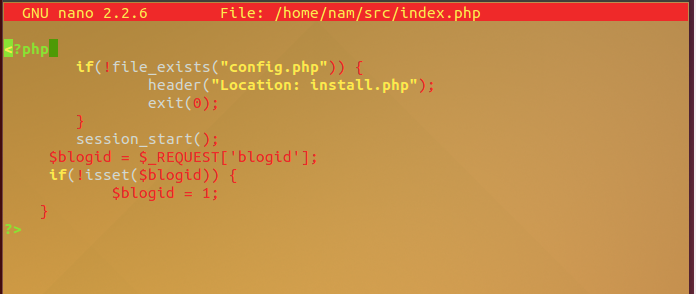 GNU nano 2.2.6 File: /home/nam/src/index.php
<?php
if(!file_exists("config.php")) {
header("Location: install.php");
exit(0);
}
session_start();
$blogid = $_REQUEST['blogid'];
if(!isset($blogid)) {
$blogid = 1;
}
?>